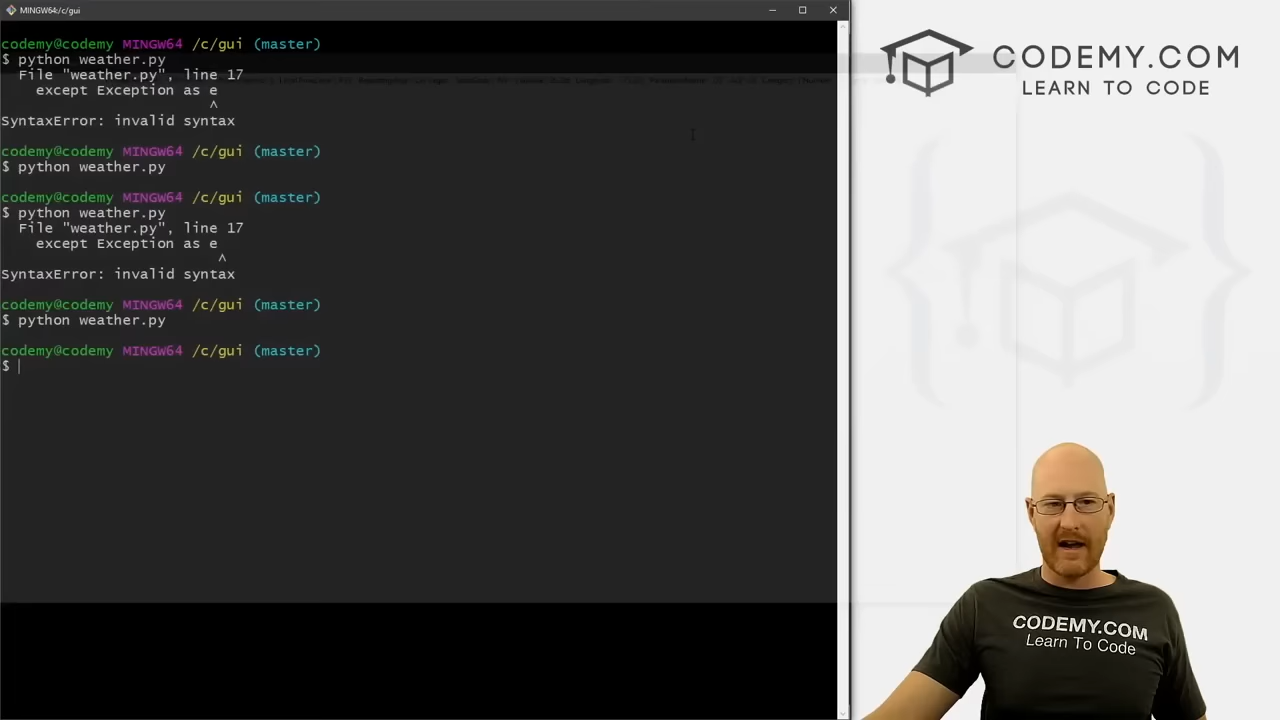 MINGW64:/c/gui
codemy@codemy MINGW64 /c/gui (master)
$ python weather.py
  File "weather.py", line 17
    except Exception as e
                        ^
SyntaxError: invalid syntax
codemy@codemy MINGW64 /c/gui (master)
$ python weather.py
codemy@codemy MINGW64 /c/gui (master)
$ python weather.py
  File "weather.py", line 17
    except Exception as e
                         ^
SyntaxError: invalid syntax
codemy@codemy MINGW64 /c/gui (master)
$ python weather.py
codemy@codemy MINGW64 /c/gui (master)
$
CODEMY.COM
LEARN TO CODE
CODEMY.COM
Learn To Code